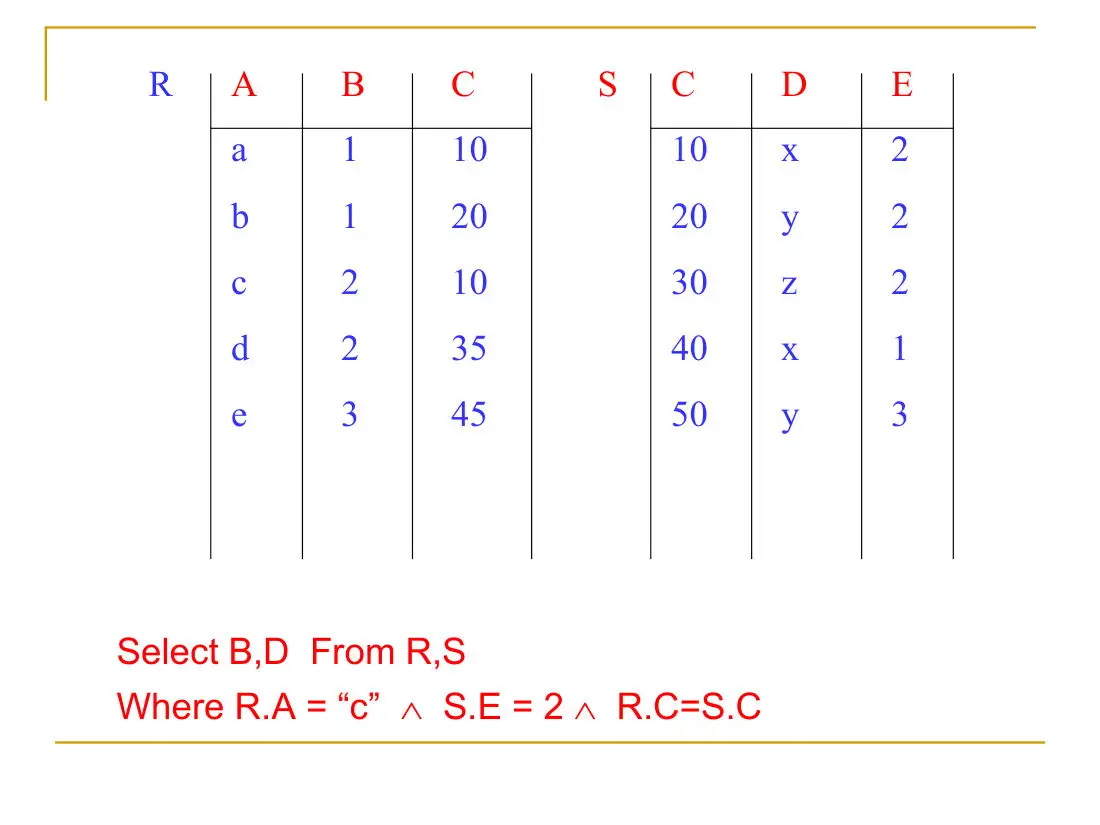 R A B C S C D E
a 1 10 10 x 2
b 1 20 20 y 2
c 2 10 30 z 2
d 2 35 40 x 1
e 3 45 50 y 3
Select B,D From R,S
Where R.A = “c” ∧ S.E = 2 ∧ R.C=S.C